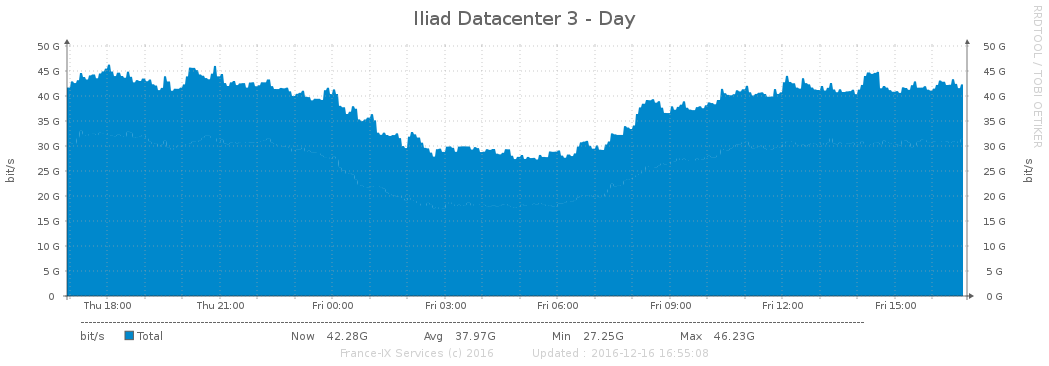 Iliad Datacenter 3 - Day
RRDTOOL / TOBI OETIKER
50 G 50 G
45 G 45 G
40 G 40 G
35 G 35 G
30 G 30 G
25 G 25 G
20 G 20 G
15 G 15 G
10 G 10 G
5 G 5 G
0 0 G
bit/s bit/s
Thu 18:00 Thu 21:00 Fri 00:00 Fri 03:00 Fri 06:00 Fri 09:00 Fri 12:00 Fri 15:00
bit/s Total Now 42.28G Avg 37.97G Min 27.25G Max 46.23G
France-IX Services (c) 2016 Updated : 2016-12-16 16:55:08